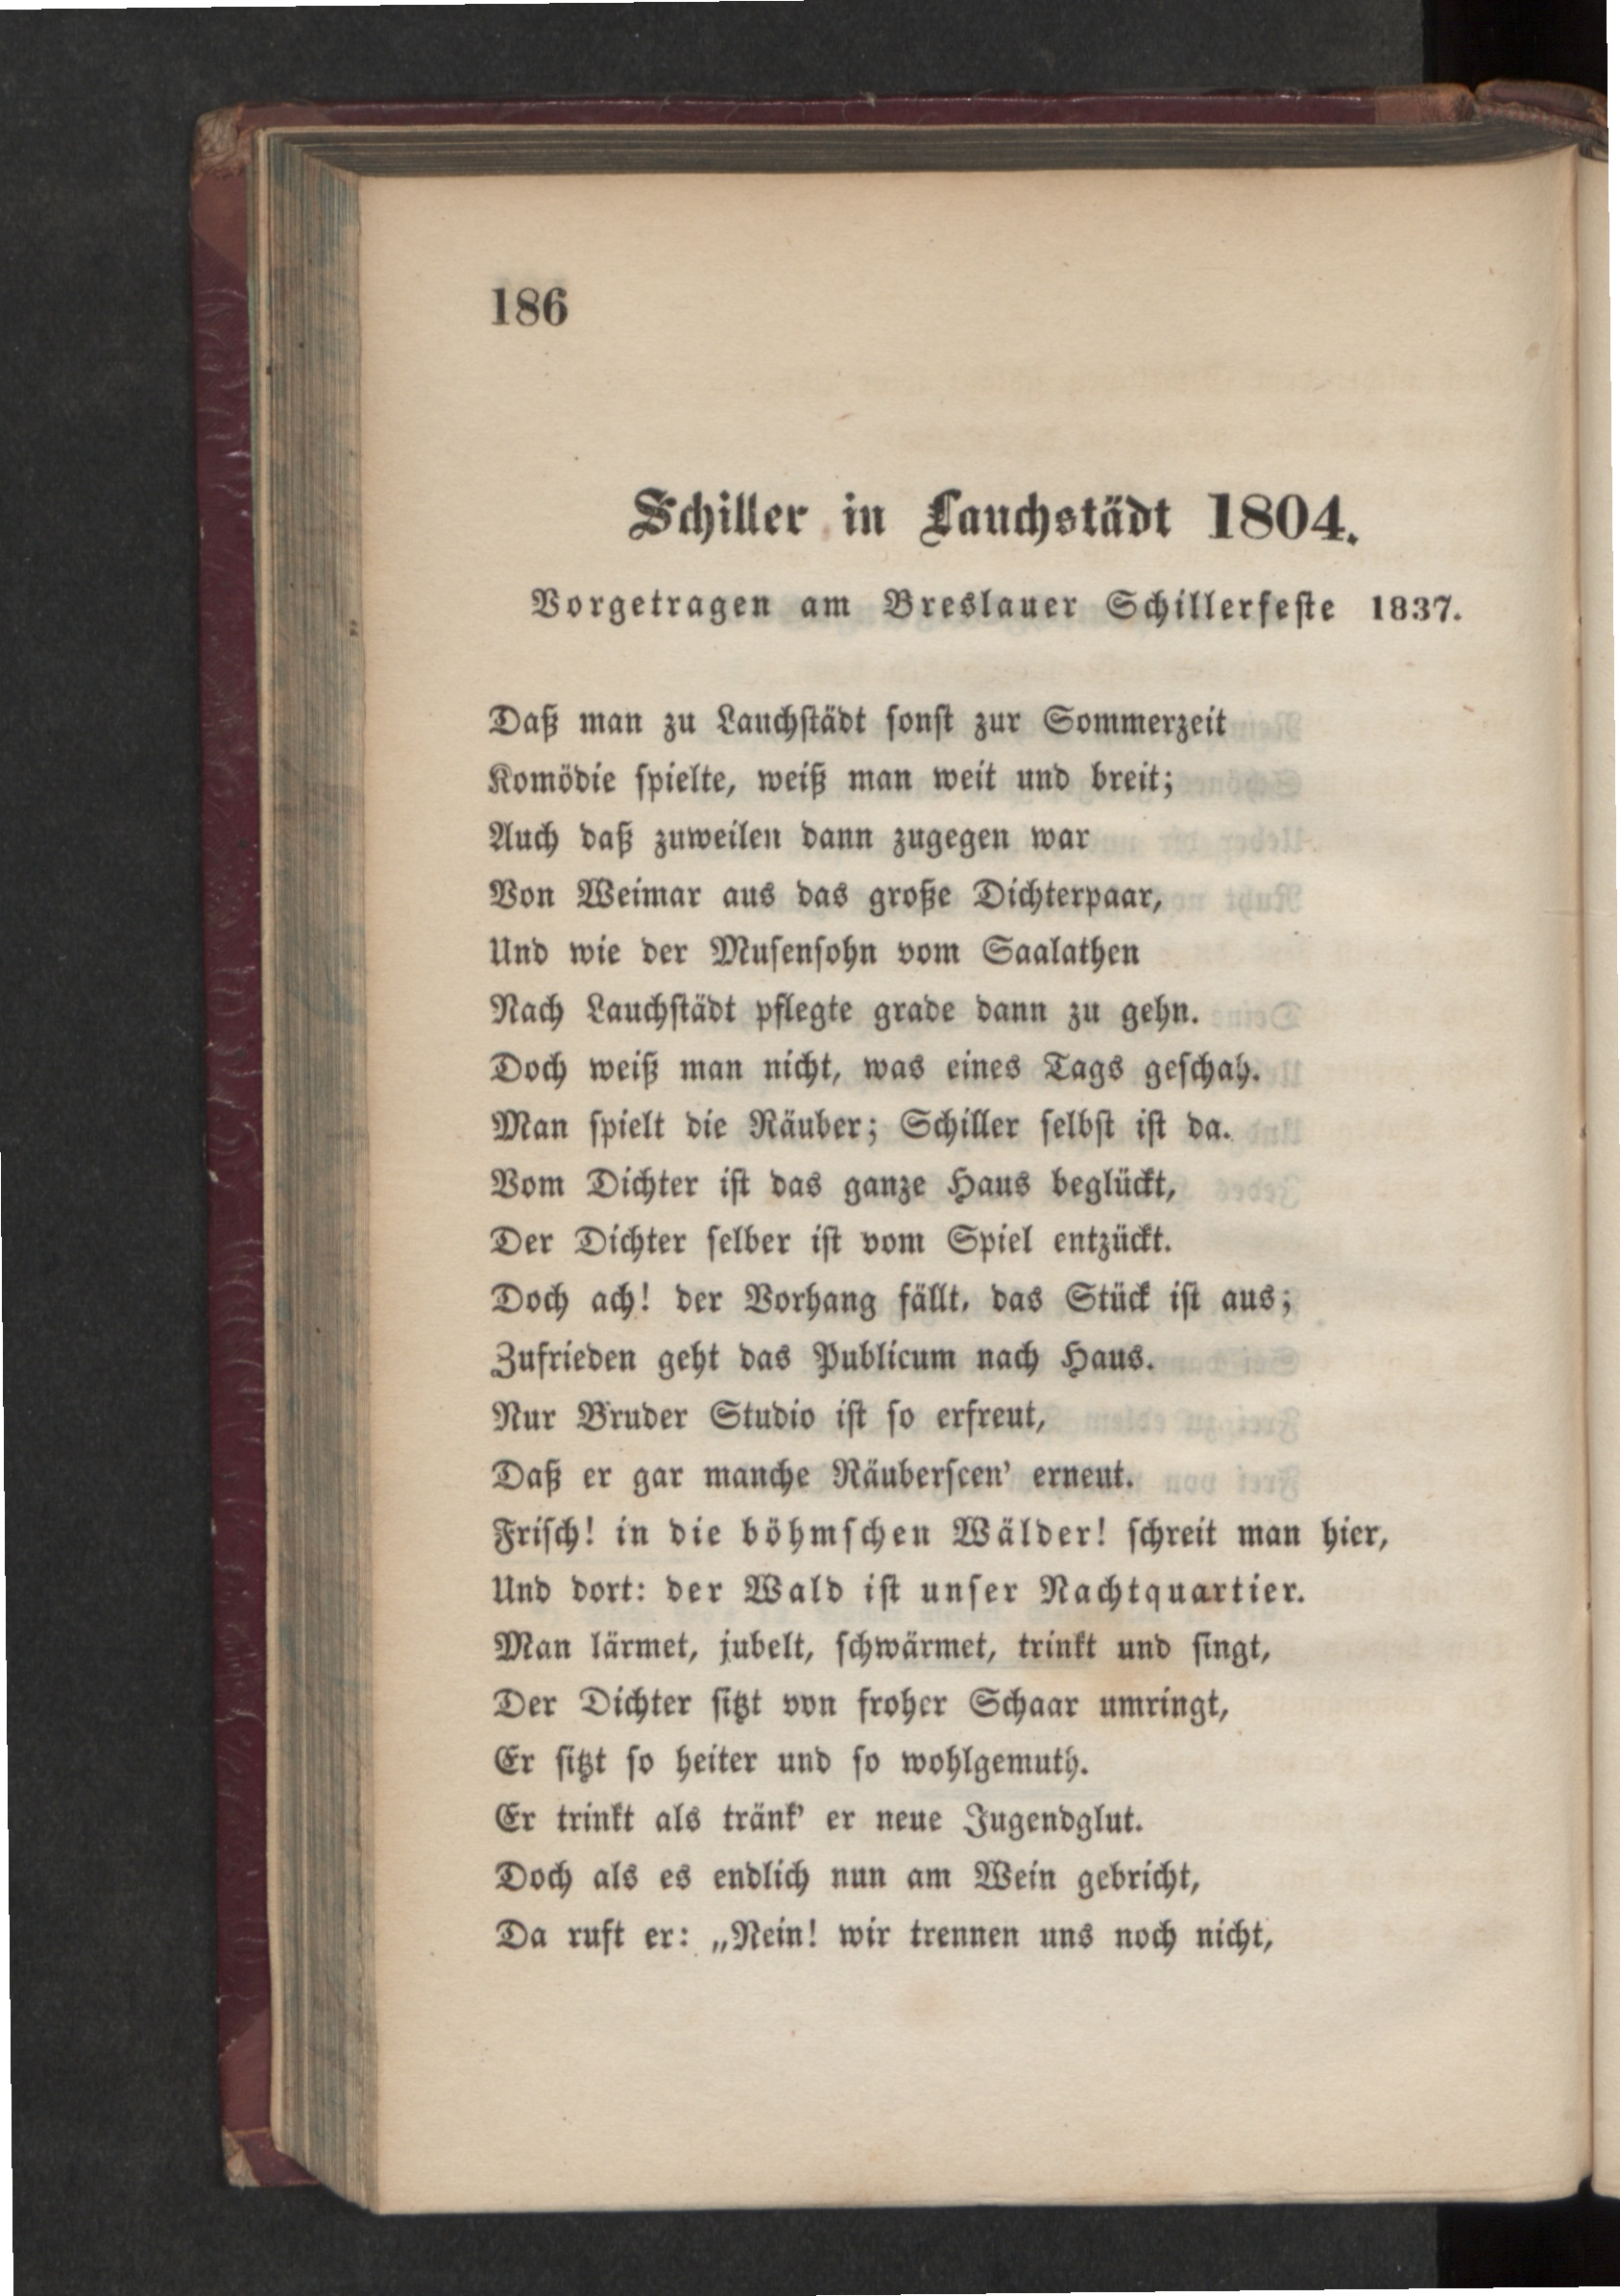 186
Schiller in Lauchstädt 1804.
Vorgetragen am Breslauer Schillerfeste 1837.
Daß man zu Lauchstädt sonst zur Sommerzeit
Komödie spielte, weiß man weit und breit;
Auch daß zuweilen dann zugegen war
Von Weimar aus das große Dichterpaar,
Und wie der Musensohn vom Saalathen
Nach Lauchstädt pflegte grade dann zu gehn.
Doch weiß man nicht, was eines Tags geschah.
Man spielt die Räuber; Schiller selbst ist da.
Vom Dichter ist das ganze Haus beglückt,
Der Dichter selber ist vom Spiel entzückt.
Doch ach! der Vorhang fällt, das Stück ist aus;
Zufrieden geht das Publicum nach Haus.
Nur Bruder Studio ist so erfreut,
Daß er gar manche Räuberscen' erneut.
Frisch! in die böhmschen Wälder! schreit man hier,
Und dort: der Wald ist unser Nachtquartier.
Man lärmet, jubelt, schwärmet, trinkt und singt,
Der Dichter sitzt von froher Schaar umringt,
Er sitzt so heiter und so wohlgemuth.
Er trinkt als tränk' er neue Jugendglut.
Doch als es endlich nun am Wein gebricht,
Da ruft er: „Nein! wir trennen uns noch nicht,